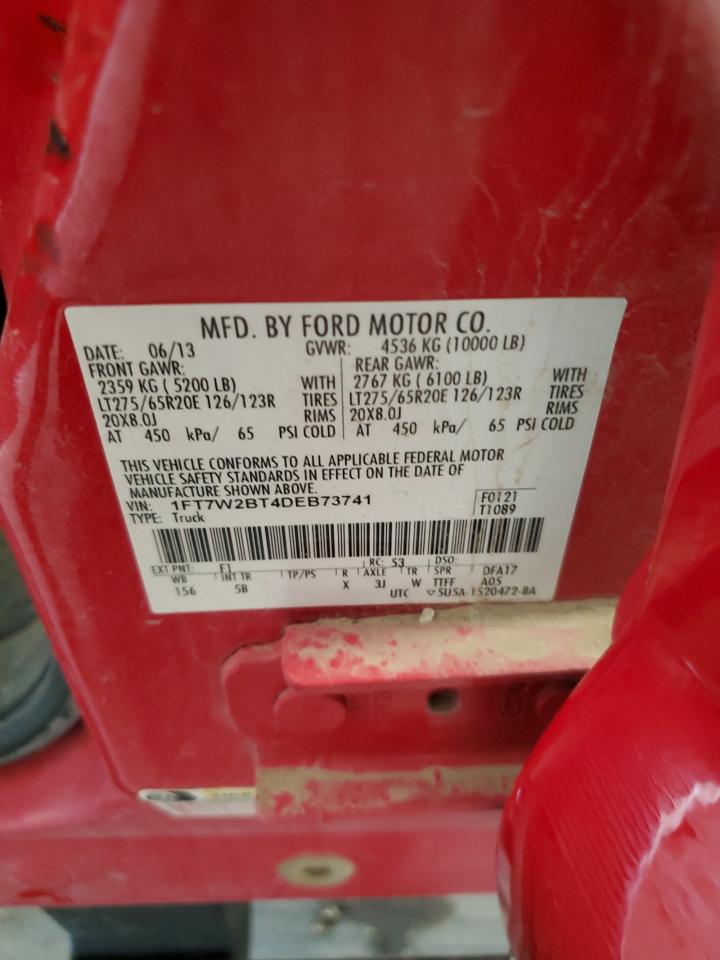 MFD. BY FORD MOTOR CO.
DATE: 06/13 GVWR: 4536 KG (10000 LB)
FRONT GAWR: REAR GAWR:
2359 KG ( 5200 LB) WITH 2767 KG ( 6100 LB) WITH
LT275/65R20E 126/123R TIRES LT275/65R20E 126/123R TIRES
20X8.0J RIMS 20X8.0J RIMS
AT 450 kPa/ 65 PSI COLD AT 450 kPa/ 65 PSI COLD
THIS VEHICLE CONFORMS TO ALL APPLICABLE FEDERAL MOTOR
VEHICLE SAFETY STANDARDS IN EFFECT ON THE DATE OF
MANUFACTURE SHOWN ABOVE.
VIN: 1FT7W2BT4DEB73741 F0121
TYPE: Truck T1089
EXT PNT: F1 RC: 53 DSO:
WB INT TR TP/PS R AXLE TR SPR DFA17
156 5B X 3J W TTFF A05
UTC ▽5USA-1520472-BA